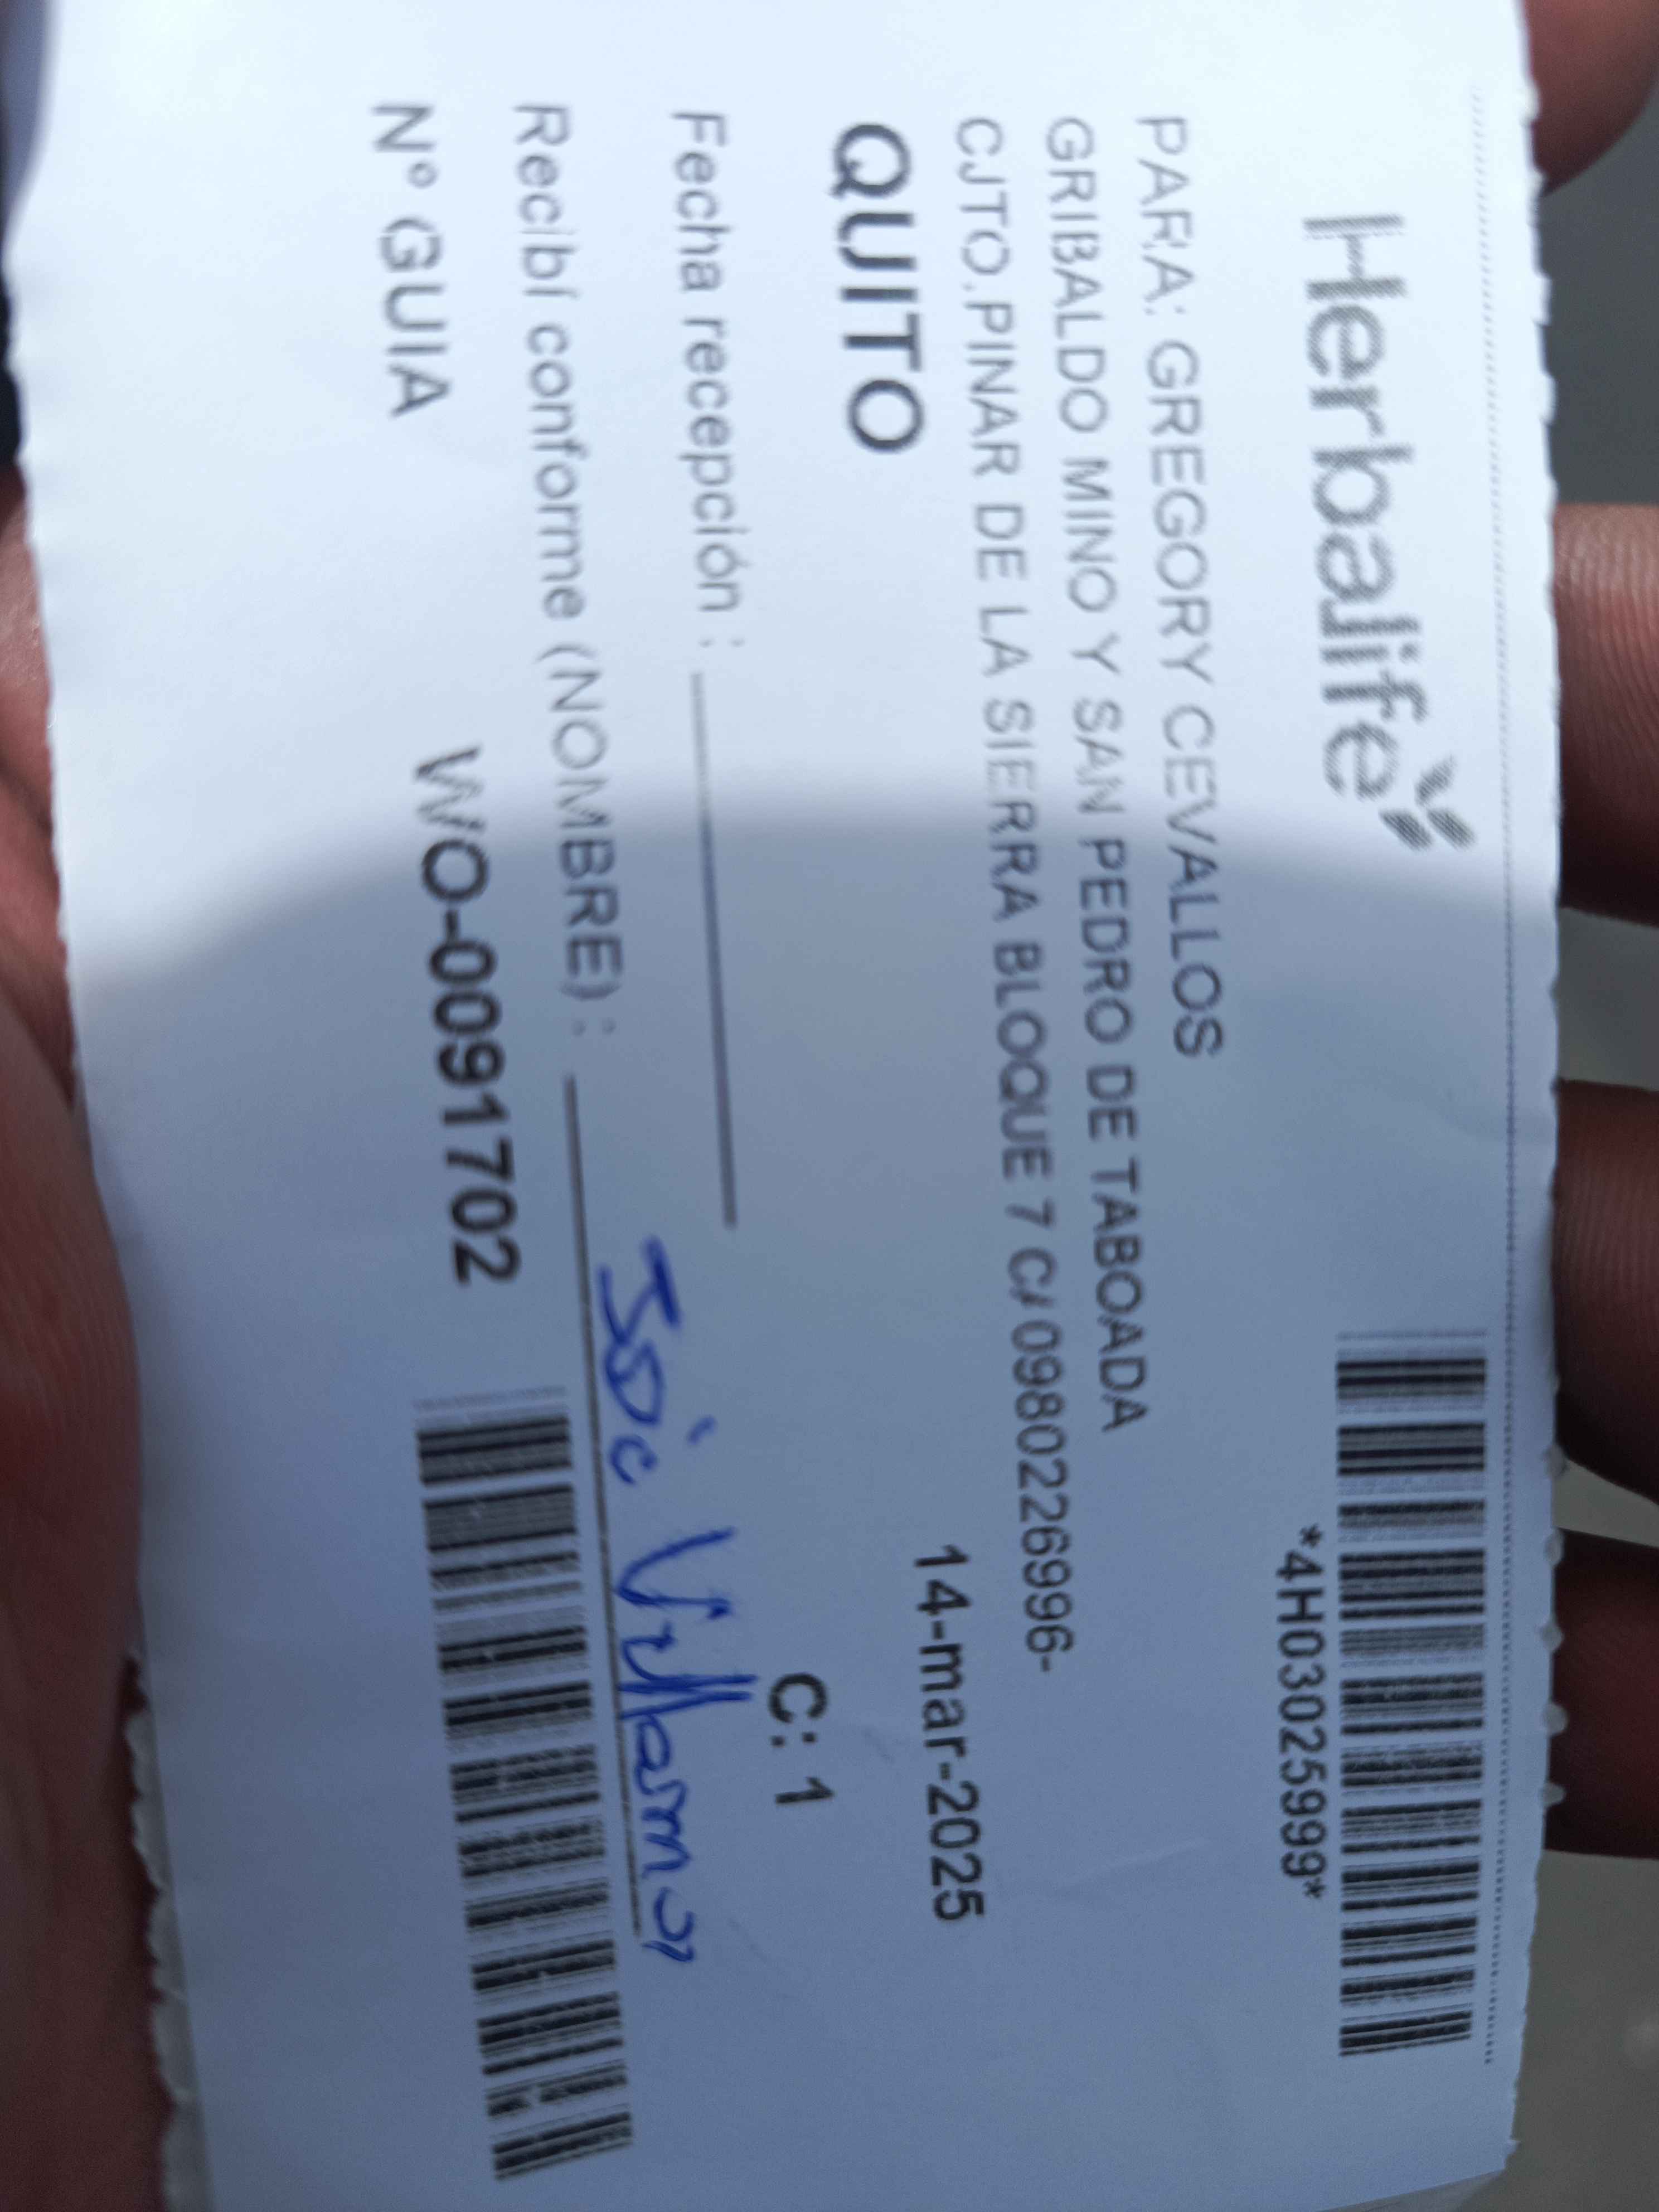 Herbalife
*4H03025999*
PARA: GREGORY CEVALLOS
GRIBALDO MINO Y SAN PEDRO DE TABOADA
CJTO.PINAR DE LA SIERRA BLOQUE 7 C/ 0980226996-
QUITO
14-mar-2025
C: 1
Fecha recepción :
Recibí conforme (NOMBRE) :
Nº GUIA
WO-0091702